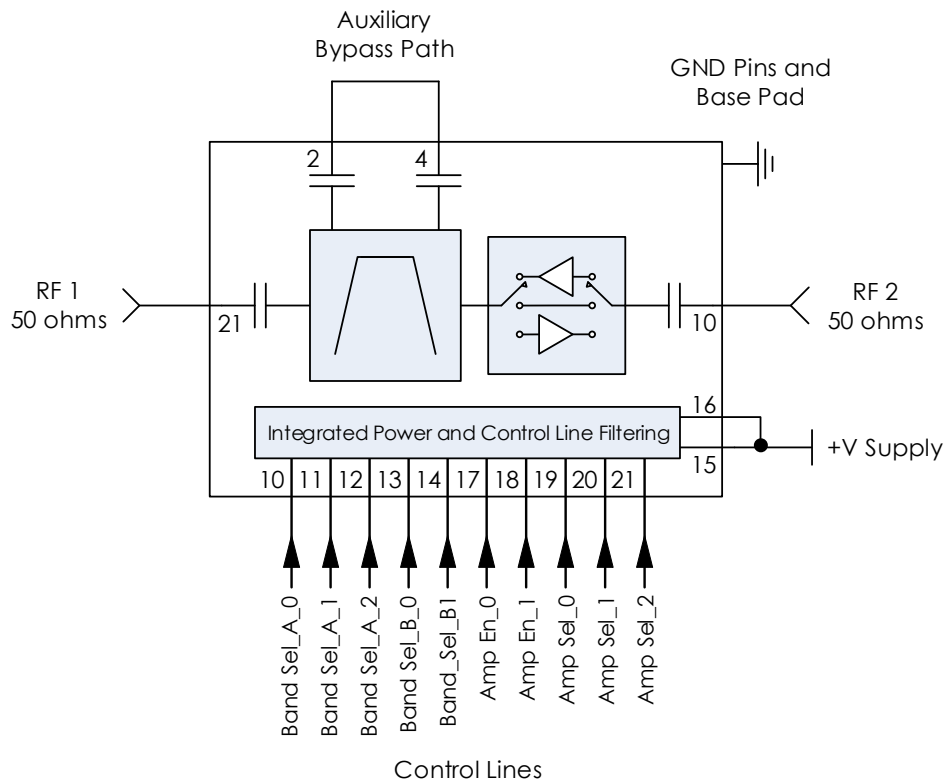 Auxiliary
Bypass Path
GND Pins and
Base Pad
2
4
RF 1
50 ohms
21
10
RF 2
50 ohms
16
Integrated Power and Control Line Filtering
15
+V Supply
10 11 12 13 14 17 18 19 20 21
Band Sel_A_0
Band Sel_A_1
Band Sel_A_2
Band Sel_B_0
Band_Sel_B1
Amp En_0
Amp En_1
Amp Sel_0
Amp Sel_1
Amp Sel_2
Control Lines